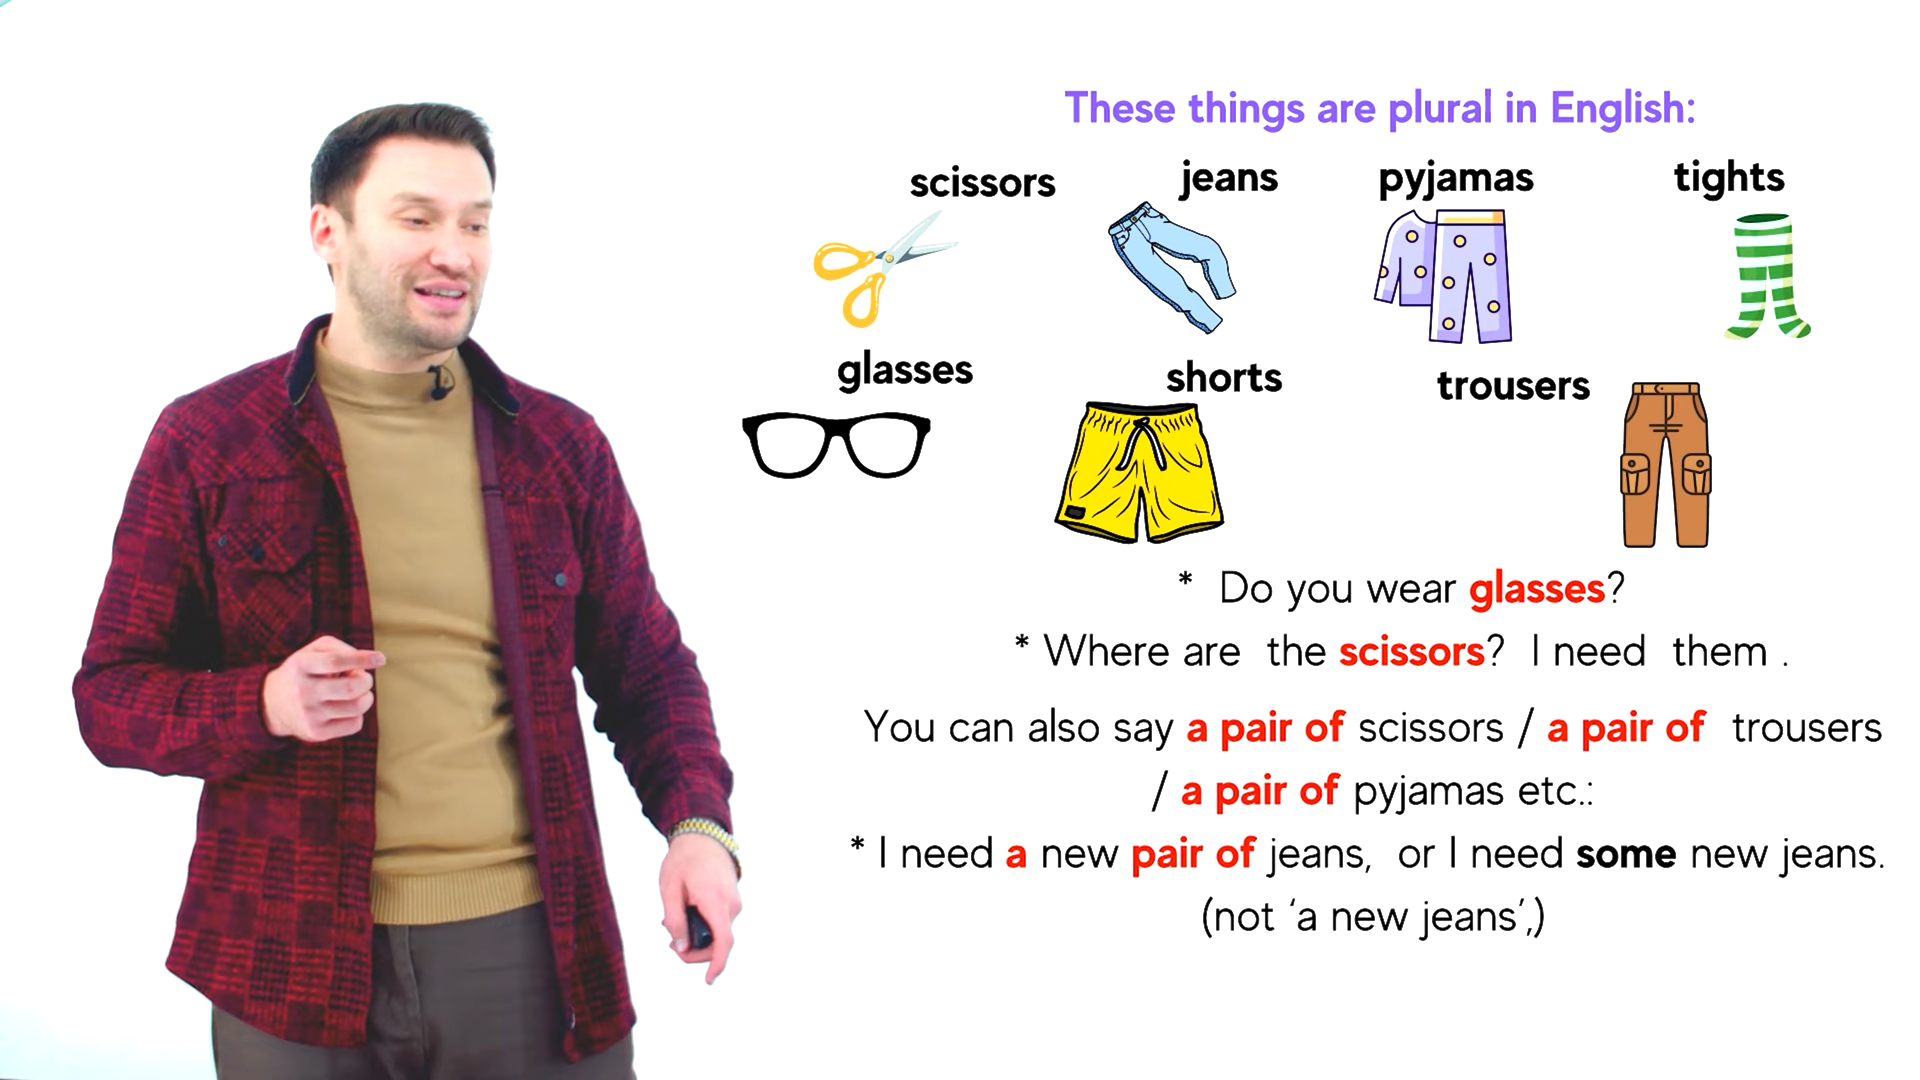 These things are plural in English:
scissors jeans pyjamas tights
glasses shorts trousers
* Do you wear glasses?
* Where are the scissors? I need them .
You can also say a pair of scissors / a pair of trousers
/ a pair of pyjamas etc.:
* I need a new pair of jeans, or I need some new jeans.
(not ‘a new jeans’,)